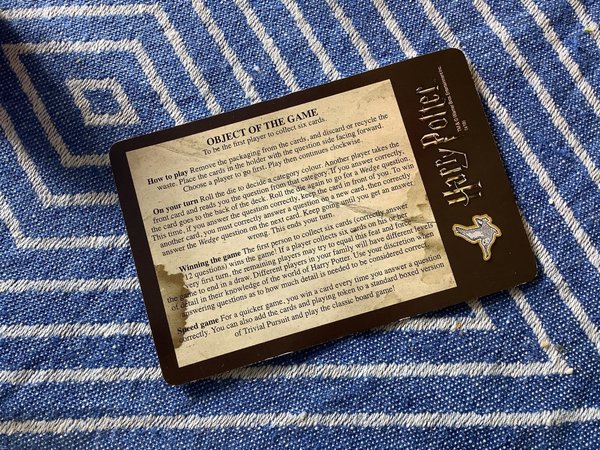 OBJECT OF THE GAME
To be the first player to collect six cards.
How to play Remove the packaging from the cards, and discard or recycle the
waste. Place the cards in the holder with the question side facing forward.
Choose a player to go first. Play then continues clockwise.
On your turn Roll the die to decide a category colour. Another player takes the
front card and reads you the question from that category. If you answer correctly,
the card goes to the back of the deck. Roll the die again to go for a Wedge question.
This time, if you answer the question correctly, keep the card in front of you. To win
another card, you must correctly answer a question on a new card, then correctly
answer the Wedge question on the next card. Keep going until you get an answer
wrong. This ends your turn.
Winning the game The first person to collect six cards (correctly answer
12 questions) wins the game! If a player collects six cards on his or her
very first turn, the remaining players may try to equal this feat and force
the game to end in a draw. Different players in your family will have different levels
of detail in their knowledge of the world of Harry Potter. Use your discretion when
answering questions as to how much detail is needed to be considered correct.
Speed game For a quicker game, you win a card every time you answer a question
correctly. You can also add the cards and playing token to a standard boxed version
of Trivial Pursuit and play the classic board game!
Harry Potter